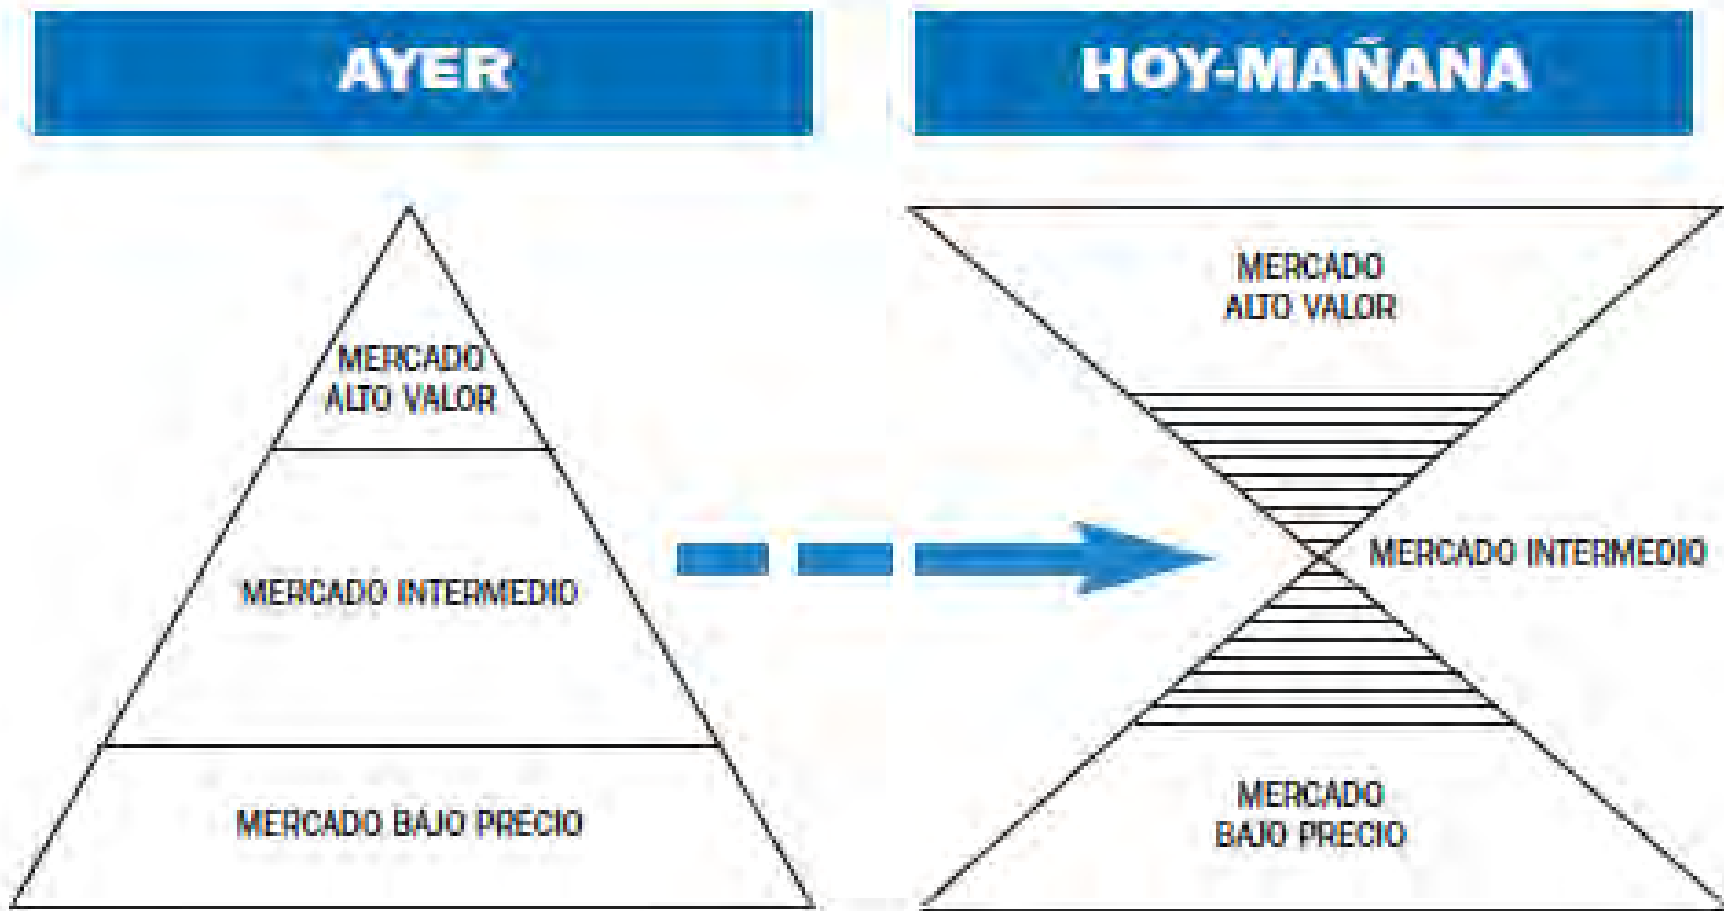 AYER
HOY-MAÑANA
MERCADO
ALTO VALOR
MERCADO INTERMEDIO
MERCADO BAJO PRECIO
MERCADO
ALTO VALOR
MERCADO INTERMEDIO
MERCADO
BAJO PRECIO